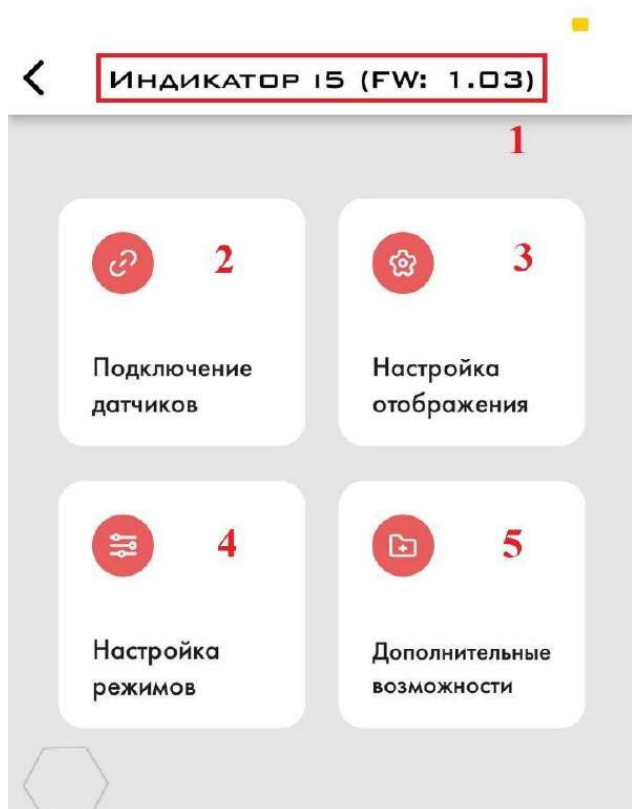 Индикатор i5 (FW: 1.03)
1
2
3
Подключение
датчиков
Настройка
отображения
4
5
Настройка
режимов
Дополнительные
возможности